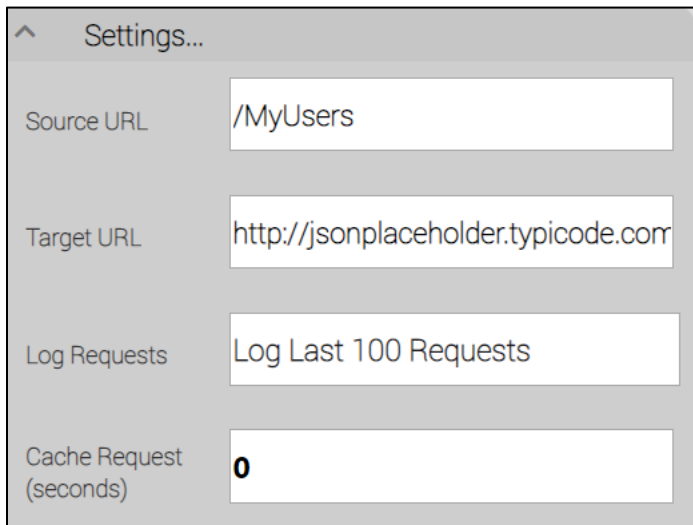 Settings...
Source URL
/MyUsers
Target URL
http://jsonplaceholder.typicode.com
Log Requests
Log Last 100 Requests
Cache Request
(seconds)
0